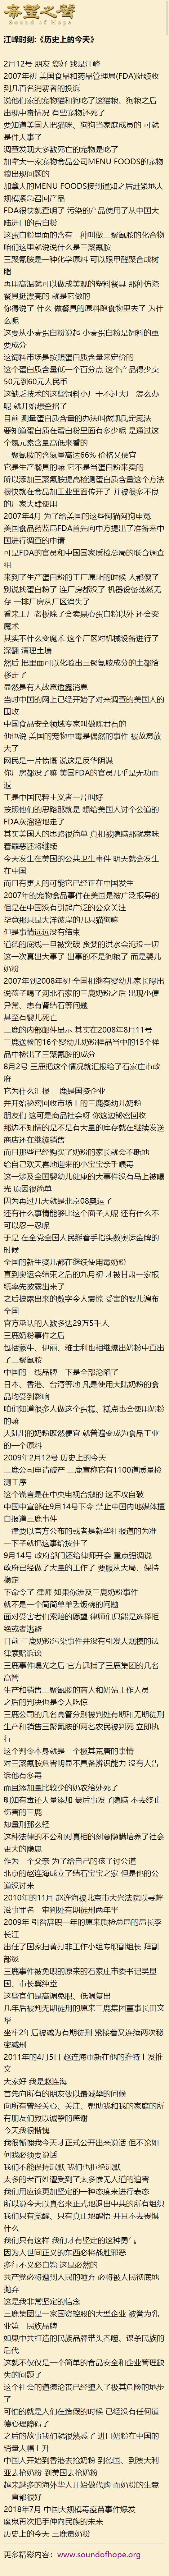 希望之聲
Sound of Hope
江峰时刻:《历史上的今天》
2月12号 朋友 您好 我是江峰
2007年初 美国食品和药品管理局(FDA)陆续收
到几百名消费者的投诉
说他们家的宠物猫和狗吃了这猫粮、狗粮之后
出现中毒情况 有些宠物还死了
要知道美国人把猫咪、狗狗当家庭成员的 可就
是件大事了
调查发现大多数死亡的宠物是吃了
加拿大一家宠物食品公司MENU FOODS的宠物
粮出现问题的
加拿大的MENU FOODS接到通知之后赶紧地大
规模紧急召回产品
FDA很快就查明了 污染的产品使用了从中国大
陆进口的蛋白粉
这蛋白粉里面的含有一种叫做三聚氰胺的化合物
咱们这里就说说什么是三聚氰胺
三聚氰胺是一种化学原料 可以跟甲醛聚合成树
脂
再用高温就可以做成美观的塑料餐具 那种仿瓷
餐具挺漂亮的 就是它做的
你得说了 什么 做餐具的原料跑食物里去了 为什
么呢
这要从小麦蛋白粉说起 小麦蛋白粉是饲料的重
要成分
这饲料市场是按照蛋白质含量来定价的
这个蛋白质含量低一个百分点 这个产品得少卖
50元到60元人民币
这缺乏技术的这些饲料小厂干不过大厂 怎么办
呢 就开始想歪招了
目前 测量蛋白质含量的办法叫做凯氏定氮法
要知道蛋白质在蛋白粉里面有多少呢 是通过这
个氮元素含量高低来看的
三聚氰胺的含氮量高达66% 价格又便宜
它是生产餐具的嘛 它不是当蛋白粉来卖的
所以添加三聚氰胺提高检测蛋白质含量这个方法
很快就在食品加工业里面传开了 并被很多不良
的厂家大肆使用
2007年4月 为了给美国的这些阿猫阿狗申冤
美国食品药监局FDA首先向中方提出了准备来中
国进行调查的申请
可是FDA的官员和中国国家质检总局的联合调查
组
来到了生产蛋白粉的工厂原址的时候 人都傻了
别说找蛋白粉了 连厂房都没了 机器设备荡然无
存 一排厂房从厂区消失了
看来工厂老板除了会卖黑心蛋白粉以外 还会变
魔术
其实不什么变魔术 这个厂区对机械设备进行了
深翻 清理土壤
然后 把里面可以化验出三聚氰胺成分的土都给
移走了
显然是有人故意透露消息
当时中国的网上已经开始了对来调查的美国人的
围攻
中国食品安全领域专家叫做陈君石的
他也说 美国的宠物中毒是偶然的事件 被故意放
大了
网民是一片愤慨 说这是反华阴谋
你厂房都没了嘛 美国FDA的官员几乎是无功而
返
于是中国民粹主义者一片叫好
按照他们的思路那就是 想给美国人讨个公道的
FDA灰溜溜地走了
其实美国人的思路很简单 真相被隐瞒那就意味
着罪恶还将继续
今天发生在美国的公共卫生事件 明天就会发生
在中国
而且有更大的可能它已经正在中国发生
2007年的宠物食品事件在美国是被广泛报导的
但是在中国没有引起广泛的公众关注
毕竟那只是大洋彼岸的几只猫狗嘛
但是事情远远没有结束
道德的底线一旦被突破 贪婪的洪水会淹没一切
这一次真出大事了 出事的不是狗粮了 而是婴儿
奶粉
2007年到2008年初 全国相继有婴幼儿家长曝出
说孩子喝了河北石家的三鹿奶粉之后 出现小便
异常、患有肾结石等问题
甚至有婴儿死亡
三鹿的内部邮件显示 其实在2008年8月11号
三鹿送检的16个婴幼儿奶粉样品当中的15个样
品中检出了三聚氰胺的成分
8月2号 三鹿把这个情况就汇报给了石家庄市政
府
它为什么汇报 三鹿是国资企业
并开始秘密回收市场上的三鹿婴幼儿奶粉
朋友们 这可是商品社会呀 你这边秘密回收
那边不知情的是不是有大量的库存就在继续发送
商店还在继续销售
而且那些已经购买了奶粉的家长就会不断地
给自己欢天喜地迎来的小宝宝亲手喂毒
这一涉及全国婴幼儿健康的大事件没有马上被曝
光 原因很简单
因为再过几天就是北京08奥运了
还有什么事情能够比这个面子大呢 还有什么不
可以忍一忍呢
于是 在全党全国人民掰着手指头数奥运金牌的
时候
全国的新生婴儿都在继续使用毒奶粉
直到奥运会结束之后的九月初 才被甘肃一家报
纸率先披露出来了
之后披露出来的数字令人震惊 受害的婴儿遍布
全国
官方承认的人数多达29万5千人
三鹿奶粉事件之后
包括蒙牛、伊丽、雅士利也相继爆出奶粉中查出
了三聚氰胺
中国的一线品牌一下是全部沦陷了
日本、香港、台湾等地 凡是使用大陆奶粉的食
品均受到影响
咱们知道很多人做这个蛋糕、糕点也会使用奶粉
的嘛
大陆出的奶粉既然便宜 就普遍变成为食品工业
的一个原料
2009年2月12号 历史上的今天
三鹿公司申请破产 三鹿宣称它有1100道质量检
测工序
这个谎言是在中央电视台撒的 这不攻自破
中国中宣部在9月14号下令 禁止中国内地媒体擅
自报道三鹿事件
一律要以官方公布的或者是新华社报道的为准
一下子就把这事给按住了
9月14号 政府部门还给律师开会 重点强调说
政府已经做了大量的工作了 要服从大局、保持
稳定
下命令了 律师 如果你涉及三鹿奶粉事件
就不是一个简简单单丢饭碗的问题
面对受害者们索赔的愿望 律师们只能是选择拒
绝或者逃避
目前 三鹿奶粉污染事件并没有引发大规模的法
律索赔诉讼
三鹿事件曝光之后 官方逮捕了三鹿集团的几名
高管
生产和销售三聚氰胺的商人和奶站工作人员
之后的判决也是令人吃惊
三鹿公司的几名高管分别被判处有期和无期徒刑
生产和销售三聚氰胺的两名农民被判死 立即执
行
这个判令本身就是一个极其荒唐的事情
对三聚氰胺危害明显不具备辨识能力 没有人告
诉他有多毒
而且添加量比较少的奶农给处死了
明知有毒还大量添加 最后事发了隐瞒 不去终止
伤害的三鹿
却量刑那么轻
这种法律的不公和对真相的刻意隐瞒培养了社会
更大的隐患
作为一个父亲 为了给自己的孩子讨公道
北京的赵连海成立了结石宝宝之家 但是他的公
道没讨来
2010年的11月 赵连海被北京市大兴法院以寻衅
滋事罪名一审判处有期徒刑两年半
2009年 引咎辞职一年的原来质检总局的局长李
长江
出任了国家扫黄打非工作小组专职副组长 拜副
部级
三鹿事件被免职的原来的石家庄市委书记吴显
国、市长冀纯堂
这些官们是高调免职、低调复出
几年后被判无期徒刑的原来三鹿集团董事长田文
华
坐牢2年后被减为有期徒刑 紧接着又连续两次秘
密减刑
2011年的4月5日 赵连海重新在他的推特上发推
文
大家好 我是赵连海
首先向所有的朋友致以最诚挚的问候
向所有曾经关心、关注、帮助我和我的家庭的所
有朋友们致以诚挚的感谢
今天我很惭愧
我很惭愧我今天才正式公开出来说话 但不论如
何我必须要说话
我们不能保持沉默 我们也拒绝沉默
太多的老百姓遭受到了太多惨无人道的迫害
我们用应该更加坚定的一种态度来进行表态
所以说今天以真名来正式地退出中共的所有组织
我们只有觉醒、只有真正地醒悟 并且不去畏惧
什么
我们只有这样 我们才有坚定的这种勇气
因为人世间正义的东西必将战胜邪恶
多行不义必自毙 这是必然的
共产党必将遭到人民的唾弃 必将被人民彻底地
抛弃
这是我非常坚定的信念
三鹿集团是一家国资控股的大型企业 被誉为乳
业第一民族品牌
如果中共打造的民族品牌带头吞噬、谋杀民族的
后代
这就不仅仅是一个简单的食品安全和企业管理缺
失的问题了
这个社会的道德沦丧已经堕入了极其危险的地步
了
可怕的就是人们在造假的时候 已经没有任何道
德心理障碍了
之后的故事我们就很熟悉了 进口奶粉在中国的
销量大幅上升
中国人开始到香港去抢奶粉 到德国、到澳大利
亚去抢奶粉 到美国去抢奶粉
越来越多的海外华人开始做代购 而奶粉的生意
一直都很好
2018年7月 中国大规模毒疫苗事件爆发
魔鬼再次把手伸向民族的未来
历史上的今天 三鹿毒奶粉
更多精彩内容：www.soundofhope.org